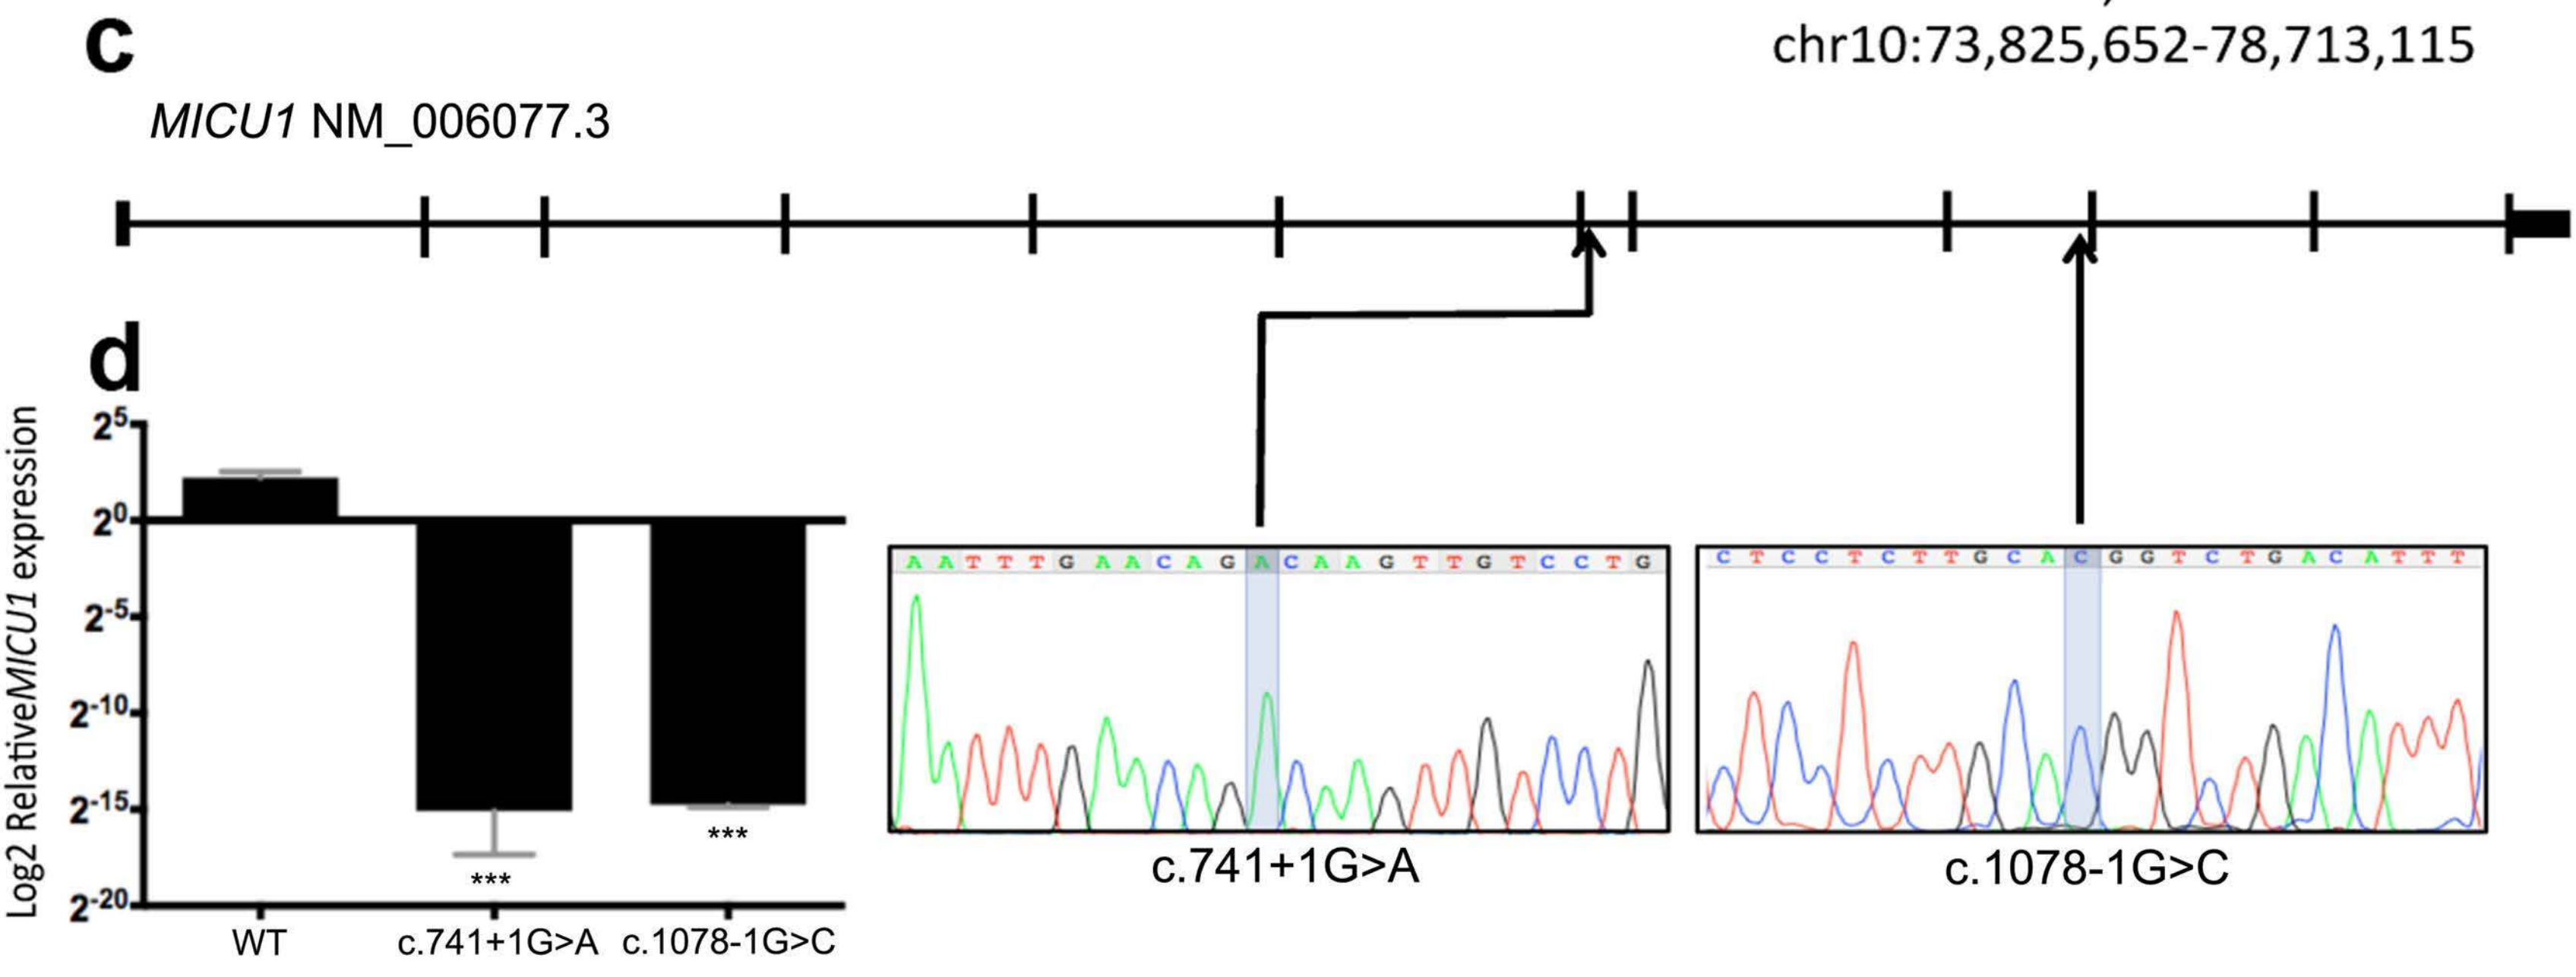 c
chr10:73,825,652-78,713,115
MICU1 NM_006077.3
d
Log2 RelativeMICU1 expression
2^5
2^0
2^-5
2^-10
2^-15
2^-20
***
***
WT
c.741+1G>A
c.1078-1G>C
A A T T T G A A C A G A C A A G T T G T C C T G
c.741+1G>A
C T C C T C T T G C A C G G T C T G A C A T T T
c.1078-1G>C